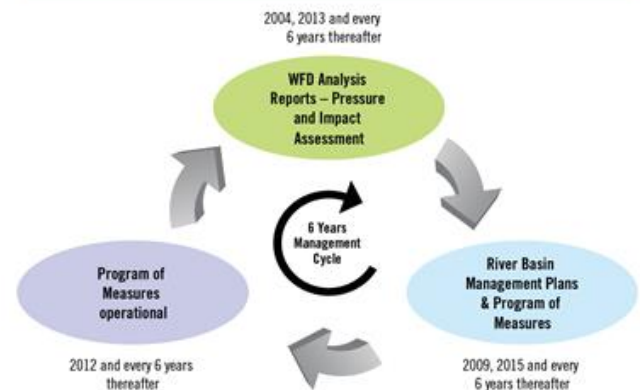 2004, 2013 and every
6 years thereafter
WFD Analysis
Reports – Pressure
and Impact
Assessment
6 Years
Management
Cycle
Program of
Measures
operational
River Basin
Management Plans
& Program of
Measures
2012 and every 6 years
thereafter
2009, 2015 and every
6 years thereafter